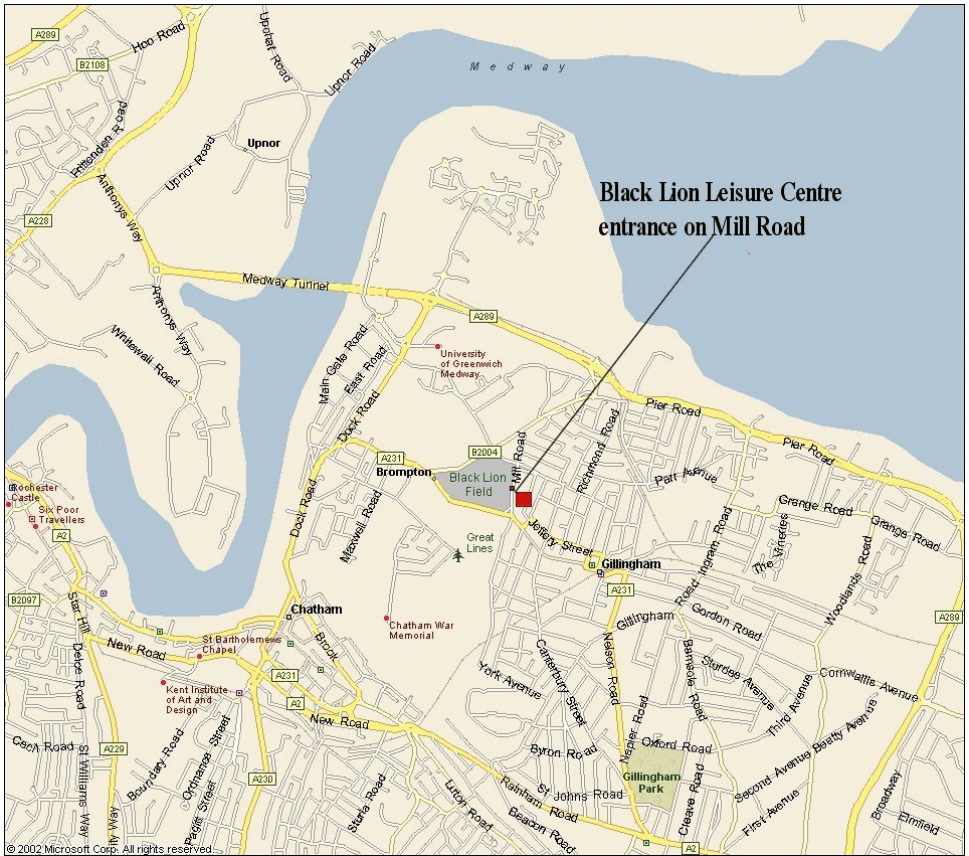 A289
Hoo Road
B2108
Upchat Road
Upnor Road
Medway
Upnor
Upnor Road
Anthonys Way
A228
Black Lion Leisure Centre
entrance on Mill Road
Medway Tunnel
Anthonys Way
A289
Whitewall Road
Main Gate Road
East Road
University
of Greenwich
Medway
Dock Road
Pier Road
Pier Road
Richmond Road
Mill Road
B2004
A231
Brompton
Black Lion
Field
Part Avenue
Grange Road
Grange Road
Rochester
Castle
Six Poor
Travellers
A2
Dock Road
Maxwell Road
Great
Lines
Jeffery Street
Gillingham
Ingram Road
The Vineries
Woodlands Road
A231
B2097
Star Hill
Chatham
Chatham War
Memorial
Gillingham Road
Gordon Road
A289
New Road
Delce Road
St Bartholemews
Chapel
Brook
A231
Kent Institute
of Art and
Design
A2
New Road
York Avenue
Canterbury Street
Nelson Road
Barnsole Road
Sturdee Avenue
Third Avenue
Cornwallis Avenue
Beatty Avenue
Cecil Road
St Williams Way
A229
Boundary Road
Ordnance Street
Pagitt Street
A230
Sturla Road
Luton Road
Rainham Road
Beacon Road
Byron Road
St Johns Road
Napier Road
Oxford Road
Gillingham
Park
Cleave Road
A2
Second Avenue
First Avenue
Broadway
Elmfield
© 2002 Microsoft Corp. All rights reserved.